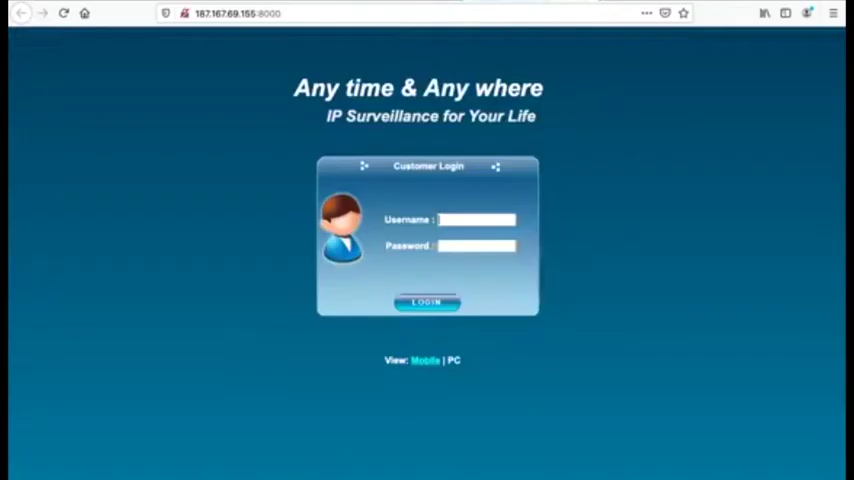 187.167.69.155:8000
Any time & Any where
IP Surveillance for Your Life
Customer Login
Username :
Password :
LOGIN
View: Mobile | PC